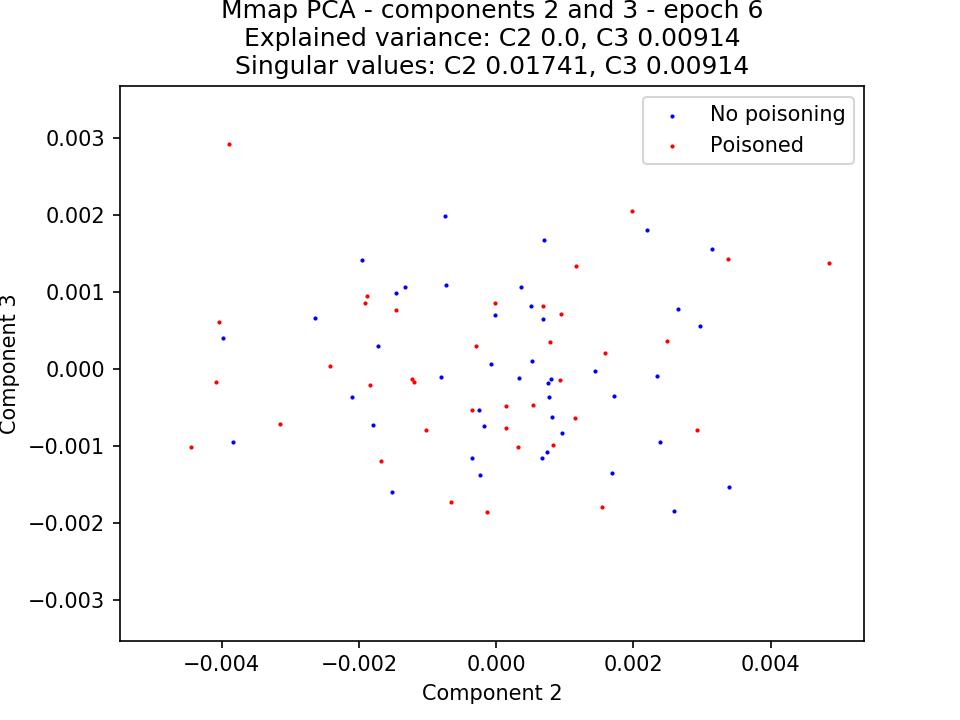 Mmap PCA - components 2 and 3 - epoch 6
Explained variance: C2 0.0, C3 0.00914
Singular values: C2 0.01741, C3 0.00914
No poisoning
Poisoned
0.003
0.002
0.001
0.000
−0.001
−0.002
−0.003
Component 3
−0.004
−0.002
0.000
0.002
0.004
Component 2